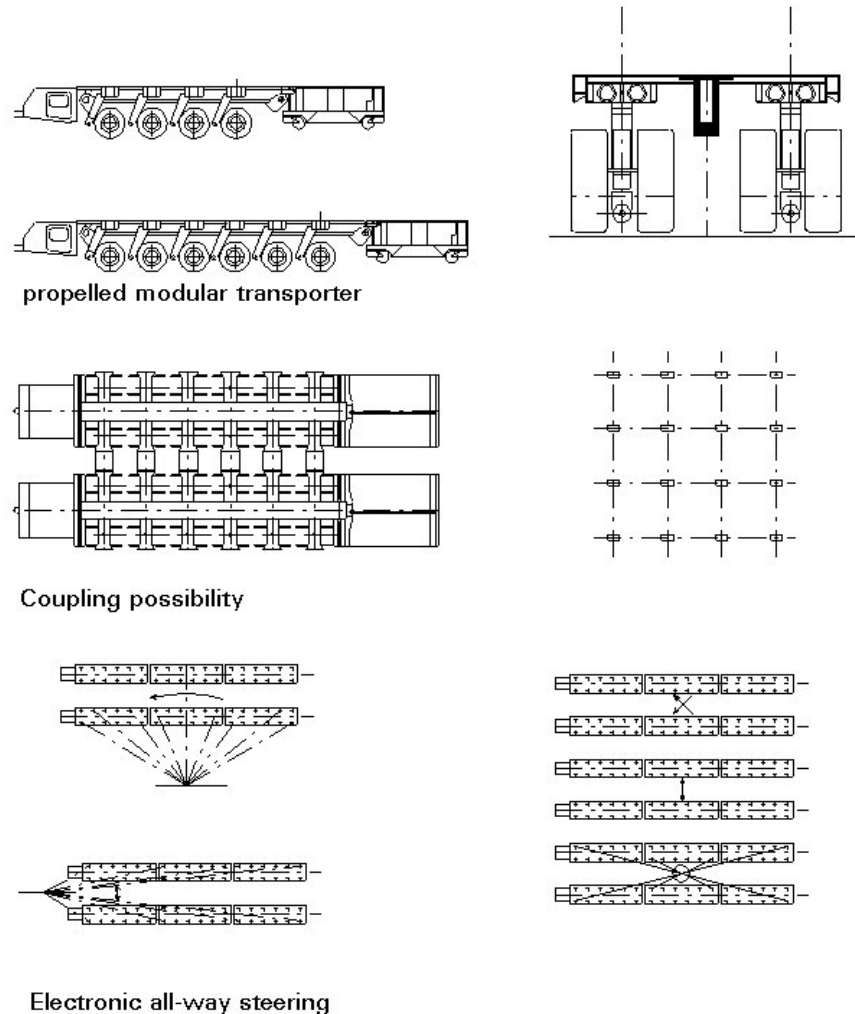 propelled modular transporter
Coupling possibility
Electronic all-way steering